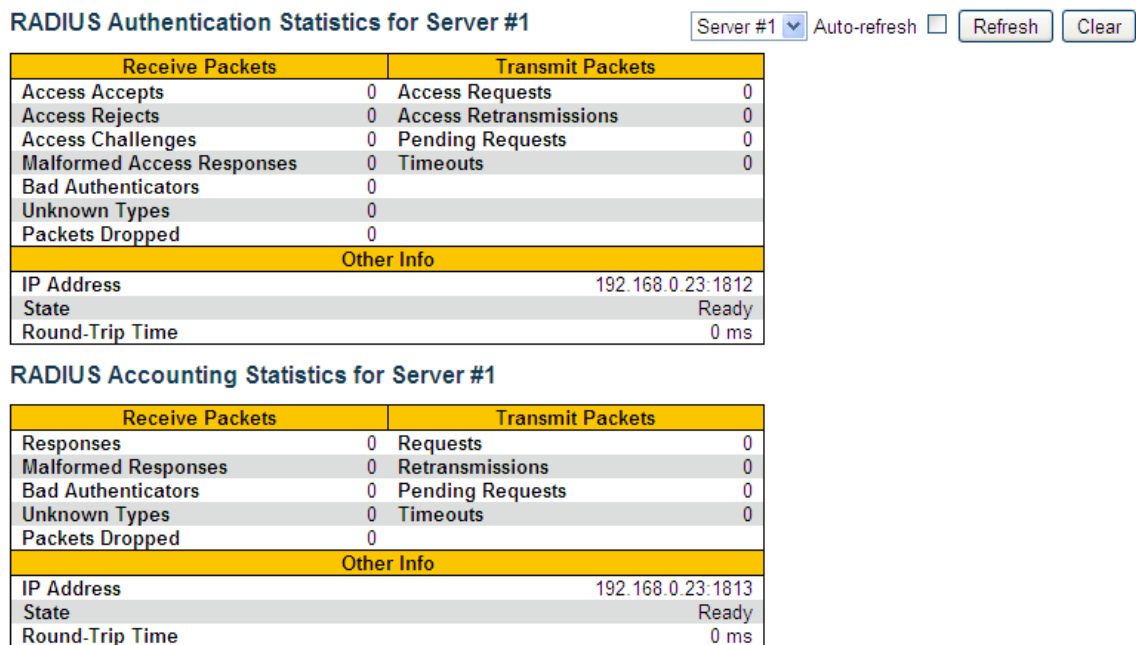 RADIUS Authentication Statistics for Server #1 Server #1 Auto-refresh Refresh Clear
Receive Packets Transmit Packets
Access Accepts 0 Access Requests 0
Access Rejects 0 Access Retransmissions 0
Access Challenges 0 Pending Requests 0
Malformed Access Responses 0 Timeouts 0
Bad Authenticators 0
Unknown Types 0
Packets Dropped 0
Other Info
IP Address 192.168.0.23:1812
State Ready
Round-Trip Time 0 ms
RADIUS Accounting Statistics for Server #1
Receive Packets Transmit Packets
Responses 0 Requests 0
Malformed Responses 0 Retransmissions 0
Bad Authenticators 0 Pending Requests 0
Unknown Types 0 Timeouts 0
Packets Dropped 0
Other Info
IP Address 192.168.0.23:1813
State Ready
Round-Trip Time 0 ms